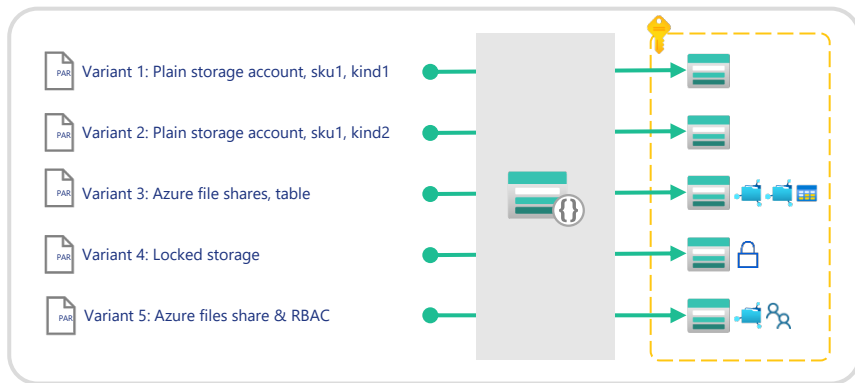 PAR Variant 1: Plain storage account, sku1, kind1
PAR Variant 2: Plain storage account, sku1, kind2
PAR Variant 3: Azure file shares, table
{}
PAR Variant 4: Locked storage
PAR Variant 5: Azure files share & RBAC